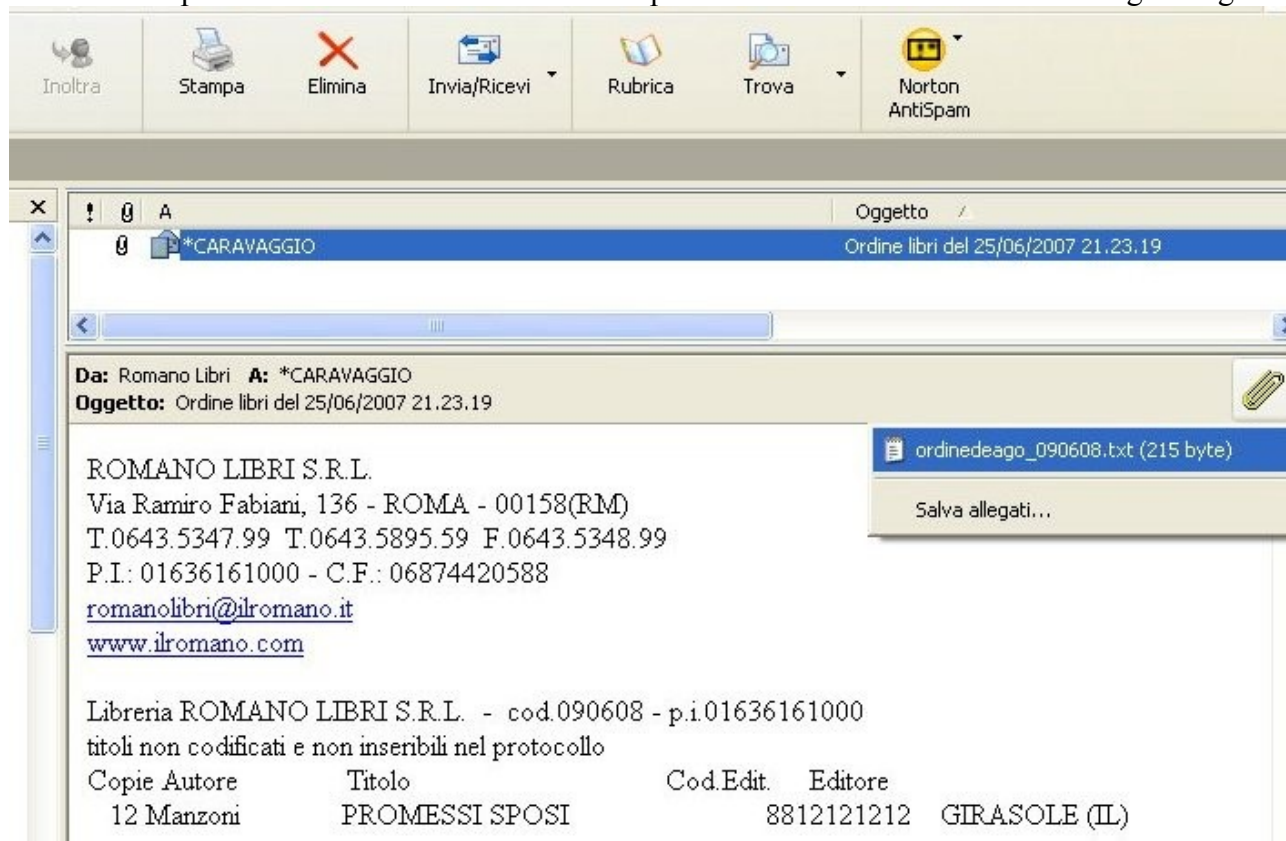 Inoltra Stampa Elimina Invia/Ricevi Rubrica Trova Norton AntiSpam
! A Oggetto
*CARAVAGGIO Ordine libri del 25/06/2007 21.23.19
Da: Romano Libri A: *CARAVAGGIO
Oggetto: Ordine libri del 25/06/2007 21.23.19
ordinedeago_090608.txt (215 byte)
Salva allegati...
ROMANO LIBRI S.R.L.
Via Ramiro Fabiani, 136 - ROMA - 00158(RM)
T.0643.5347.99 T.0643.5895.59 F.0643.5348.99
P.I.: 01636161000 - C.F.: 06874420588
romanolibri@ilromano.it
www.ilromano.com
Libreria ROMANO LIBRI S.R.L. - cod.090608 - p.i.01636161000
titoli non codificati e non inseribili nel protocollo
Copie Autore Titolo Cod.Edit. Editore
12 Manzoni PROMESSI SPOSI 8812121212 GIRASOLE (IL)